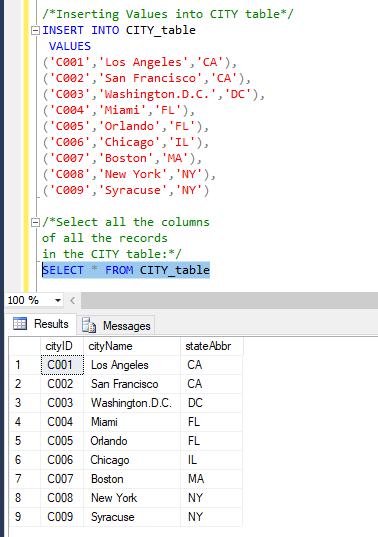 /*Inserting Values into CITY table*/
INSERT INTO CITY_table
VALUES
('C001','Los Angeles','CA'),
('C002','San Francisco','CA'),
('C003','Washington.D.C.','DC'),
('C004','Miami','FL'),
('C005','Orlando','FL'),
('C006','Chicago','IL'),
('C007','Boston','MA'),
('C008','New York','NY'),
('C009','Syracuse','NY')
/*Select all the columns
of all the records
in the CITY table:*/
SELECT * FROM CITY_table
100 %
Results Messages
cityID cityName stateAbbr
1 C001 Los Angeles CA
2 C002 San Francisco CA
3 C003 Washington.D.C. DC
4 C004 Miami FL
5 C005 Orlando FL
6 C006 Chicago IL
7 C007 Boston MA
8 C008 New York NY
9 C009 Syracuse NY